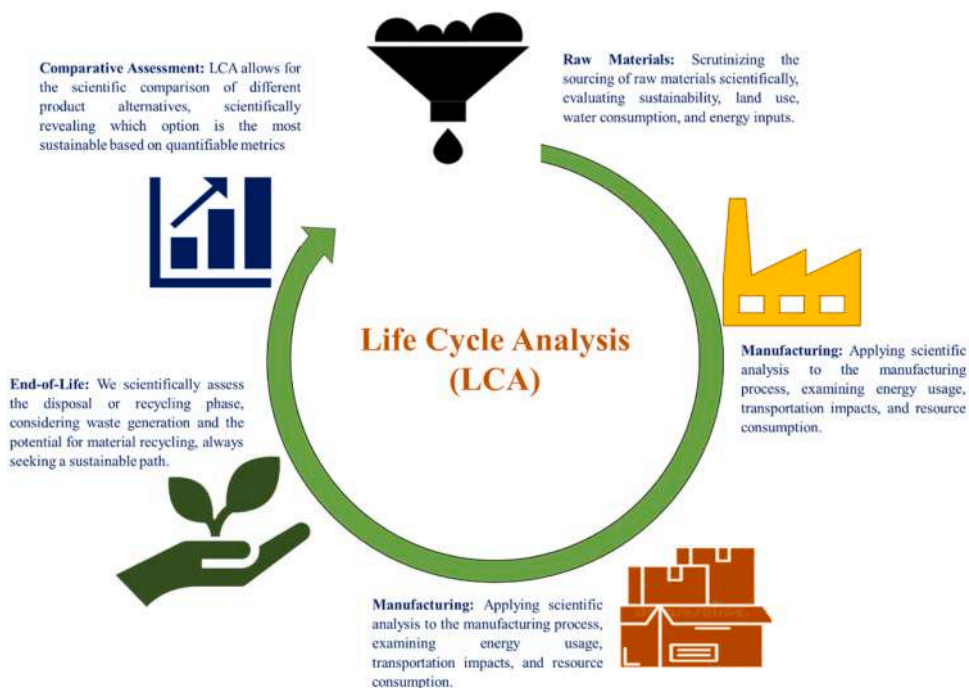 Comparative Assessment: LCA allows for
the scientific comparison of different
product alternatives, scientifically
revealing which option is the most
sustainable based on quantifiable metrics
Raw Materials: Scrutinizing the
sourcing of raw materials scientifically,
evaluating sustainability, land use,
water consumption, and energy inputs.
Life Cycle Analysis
(LCA)
Manufacturing: Applying scientific
analysis to the manufacturing
process, examining energy usage,
transportation impacts, and resource
consumption.
End-of-Life: We scientifically assess
the disposal or recycling phase,
considering waste generation and the
potential for material recycling, always
seeking a sustainable path.
Manufacturing: Applying scientific
analysis to the manufacturing process,
examining energy usage,
transportation impacts, and resource
consumption.